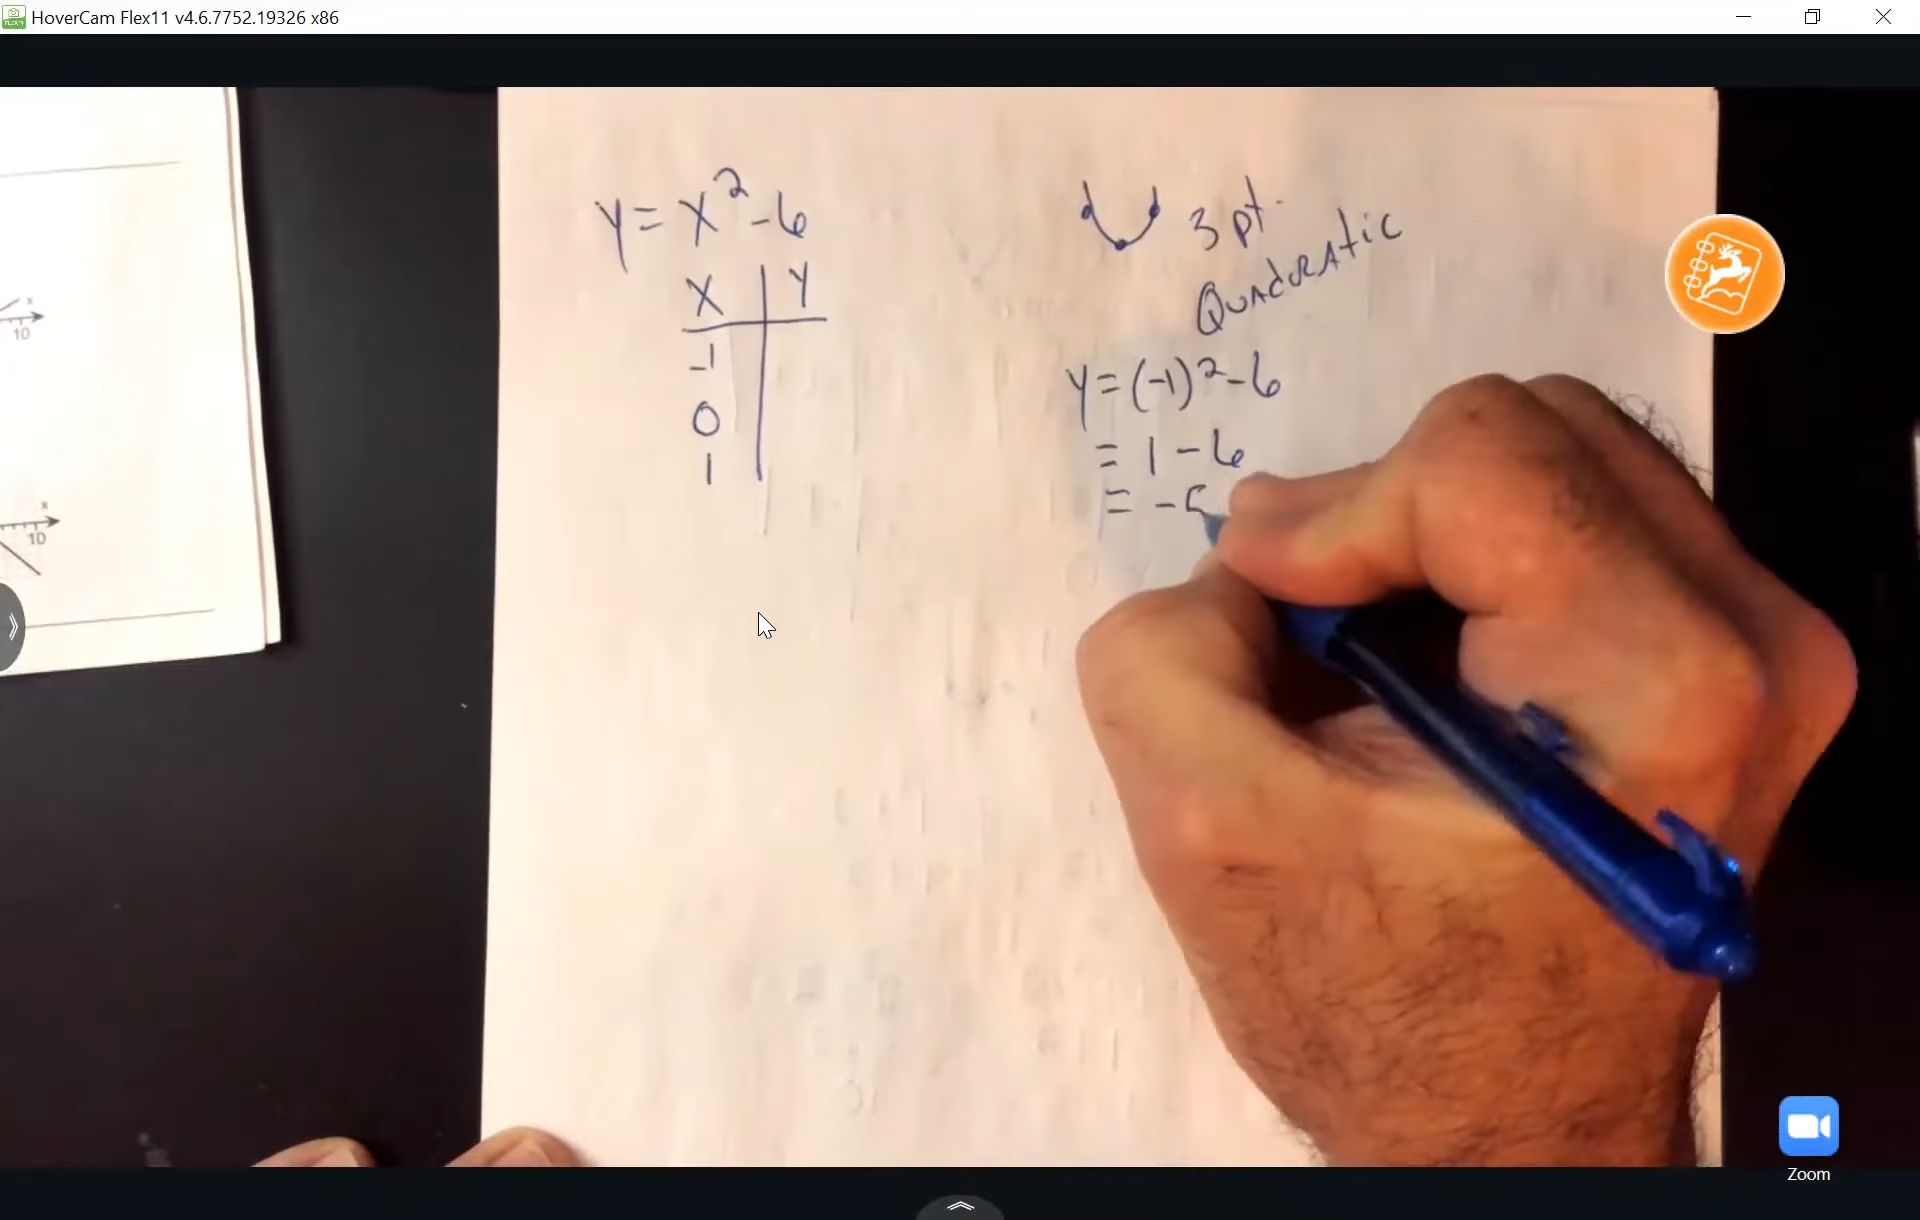 HoverCam Flex11 v4.6.7752.19326 x86
y = x² - 6
X | Y
-1
0
1
3 pt.
Quadratic
y = (-1)² - 6
= 1 - 6
= -5
x
10
x
10
Zoom